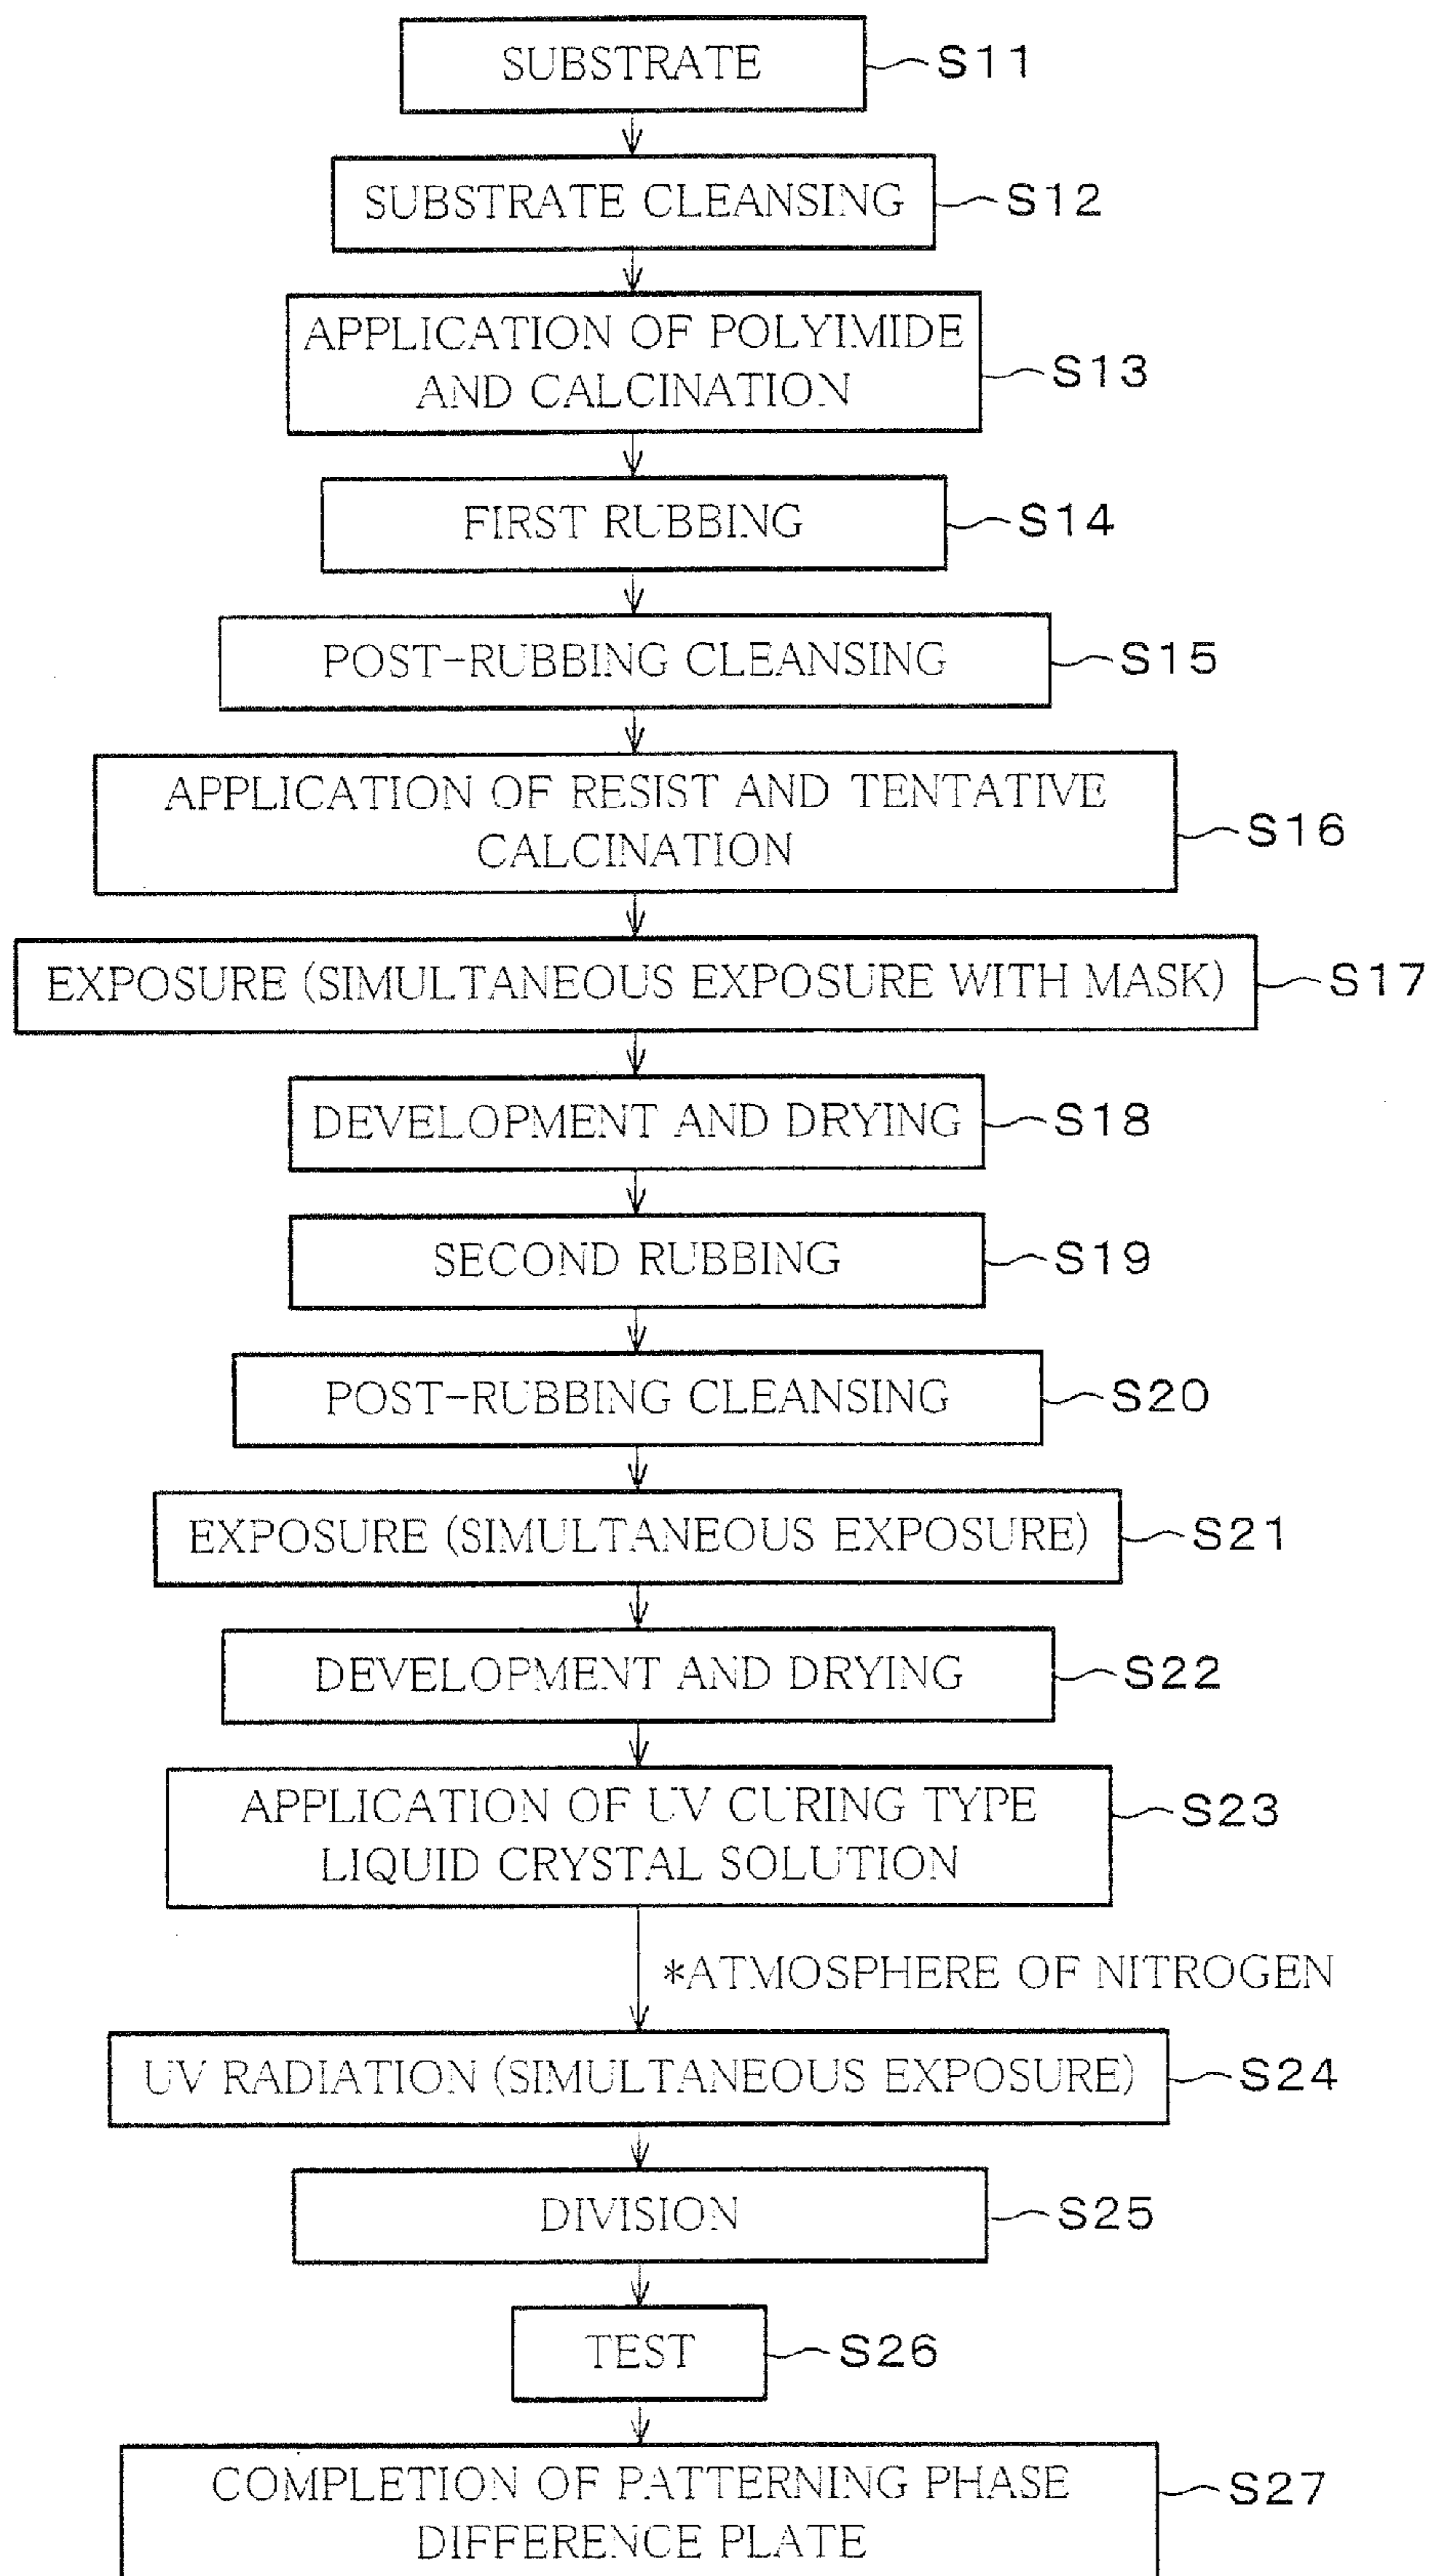 SUBSTRATE S11
SUBSTRATE CLEANSING S12
APPLICATION OF POLYIMIDE
AND CALCINATION S13
FIRST RUBBING S14
POST-RUBBING CLEANSING S15
APPLICATION OF RESIST AND TENTATIVE
CALCINATION S16
EXPOSURE (SIMULTANEOUS EXPOSURE WITH MASK) S17
DEVELOPMENT AND DRYING S18
SECOND RUBBING S19
POST-RUBBING CLEANSING S20
EXPOSURE (SIMULTANEOUS EXPOSURE) S21
DEVELOPMENT AND DRYING S22
APPLICATION OF UV CURING TYPE
LIQUID CRYSTAL SOLUTION S23
*ATMOSPHERE OF NITROGEN
UV RADIATION (SIMULTANEOUS EXPOSURE) S24
DIVISION S25
TEST S26
COMPLETION OF PATTERNING PHASE
DIFFERENCE PLATE S27